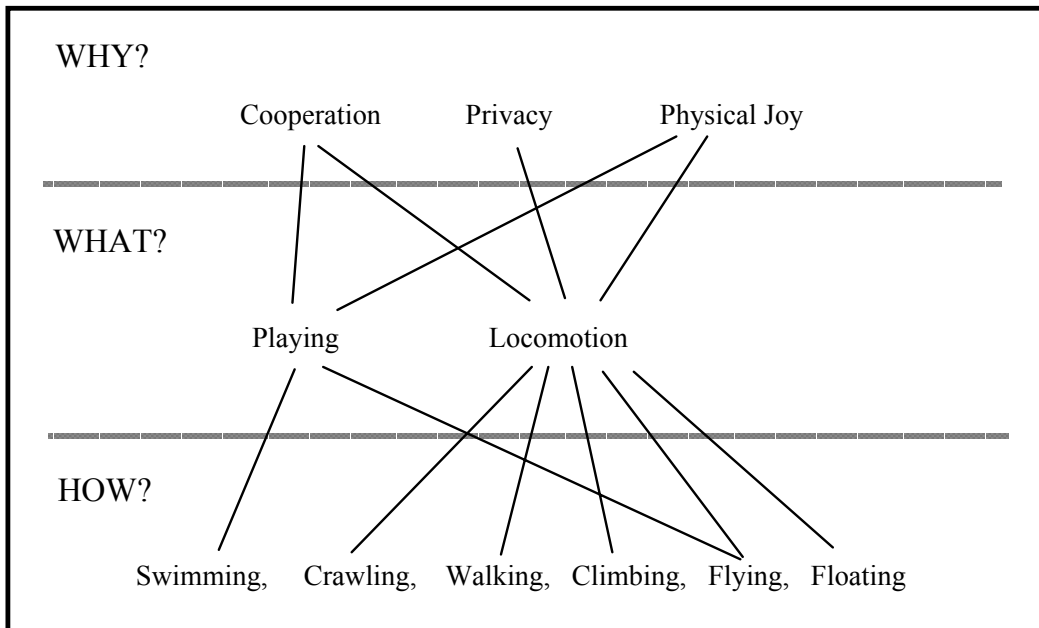 WHY?
Cooperation Privacy Physical Joy
WHAT?
Playing Locomotion
HOW?
Swimming, Crawling, Walking, Climbing, Flying, Floating